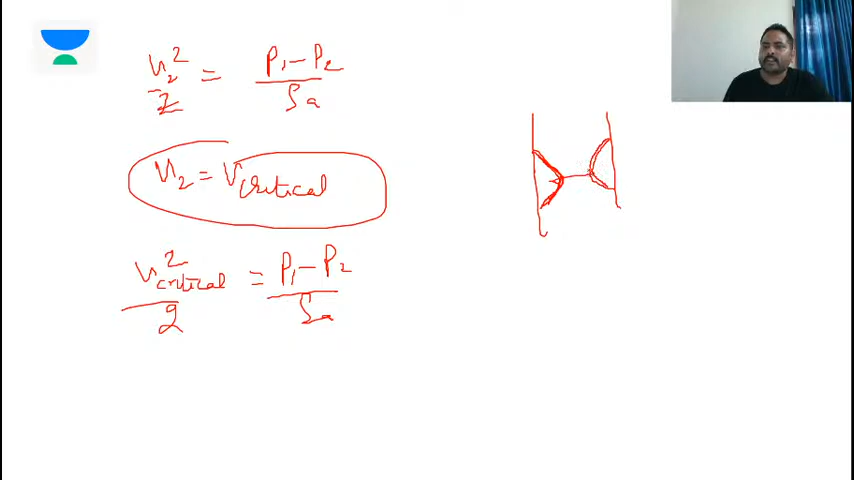 v₂²/2 = P₁-P₂/ρa
v₂ = Vcritical
v²critical/2 = P₁-P₂/ρa